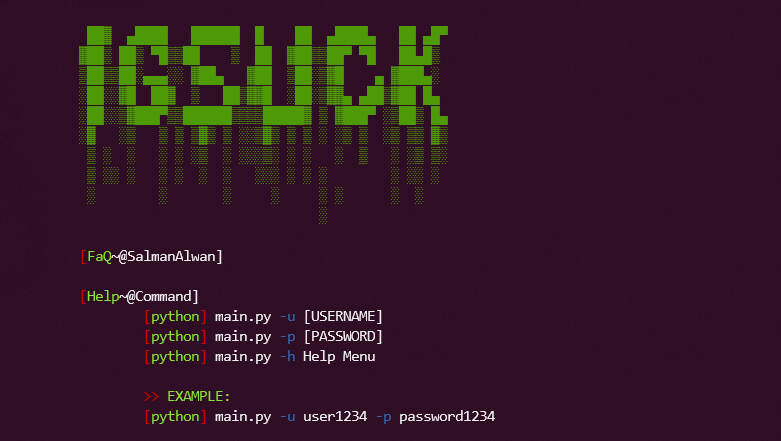 IGSUCK
[FaQ~@SalmanAlwan]
[Help~@Command]
[python] main.py -u [USERNAME]
[python] main.py -p [PASSWORD]
[python] main.py -h Help Menu
>> EXAMPLE:
[python] main.py -u user1234 -p password1234